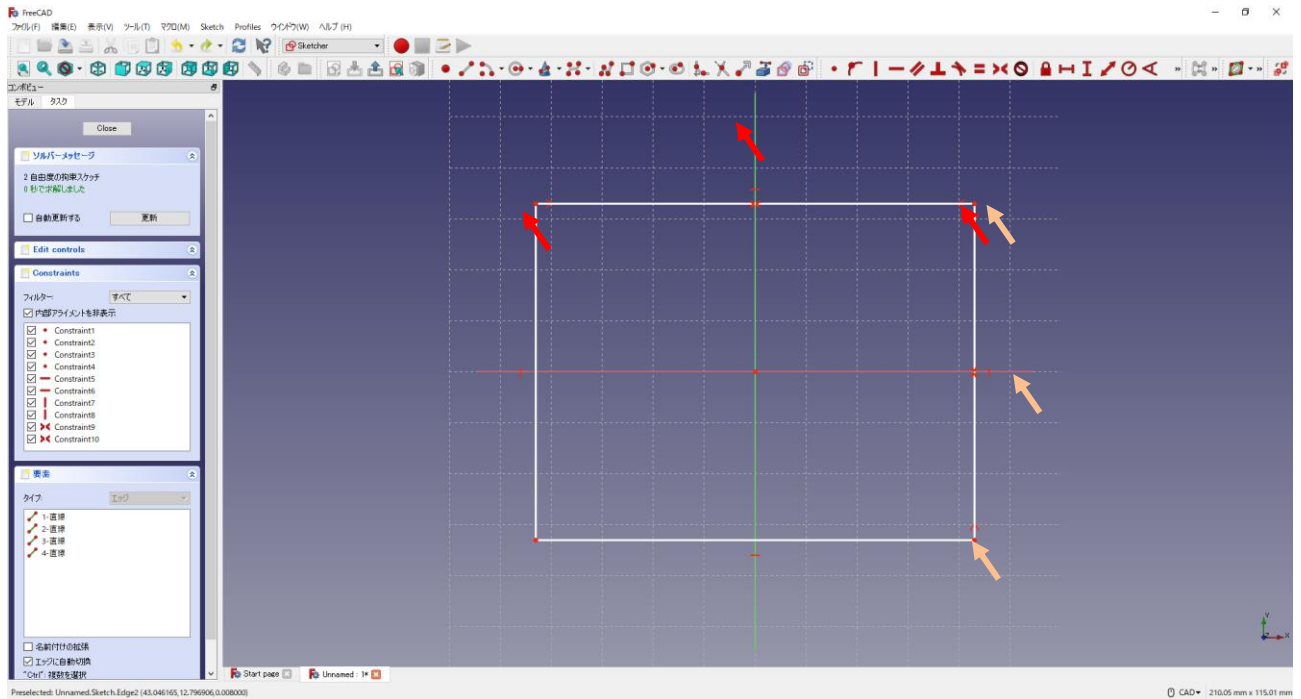 FreeCAD
ファイル(F) 編集(E) 表示(V) ツール(T) マクロ(M) Sketch Profiles ウインドウ(W) ヘルプ(H)
Sketcher
コンボビュー
モデル タスク
Close
ソルバーメッセージ
2 自由度の拘束スケッチ
0 秒で求解しました
自動更新する 更新
Edit controls
Constraints
フィルター: すべて
内部アライメントを非表示
Constraint1
Constraint2
Constraint3
Constraint4
Constraint5
Constraint6
Constraint7
Constraint8
Constraint9
Constraint10
要素
タイプ: エッジ
1-直線
2-直線
3-直線
4-直線
名前付けの拡張
エッジに自動切換
"Ctrl": 複数を選択
Start page Unnamed : 1*
Preselected: Unnamed.Sketch.Edge2 (43.046165, 12.796906, 0.008000)
CAD 210.05 mm x 115.01 mm
Y
Z
X